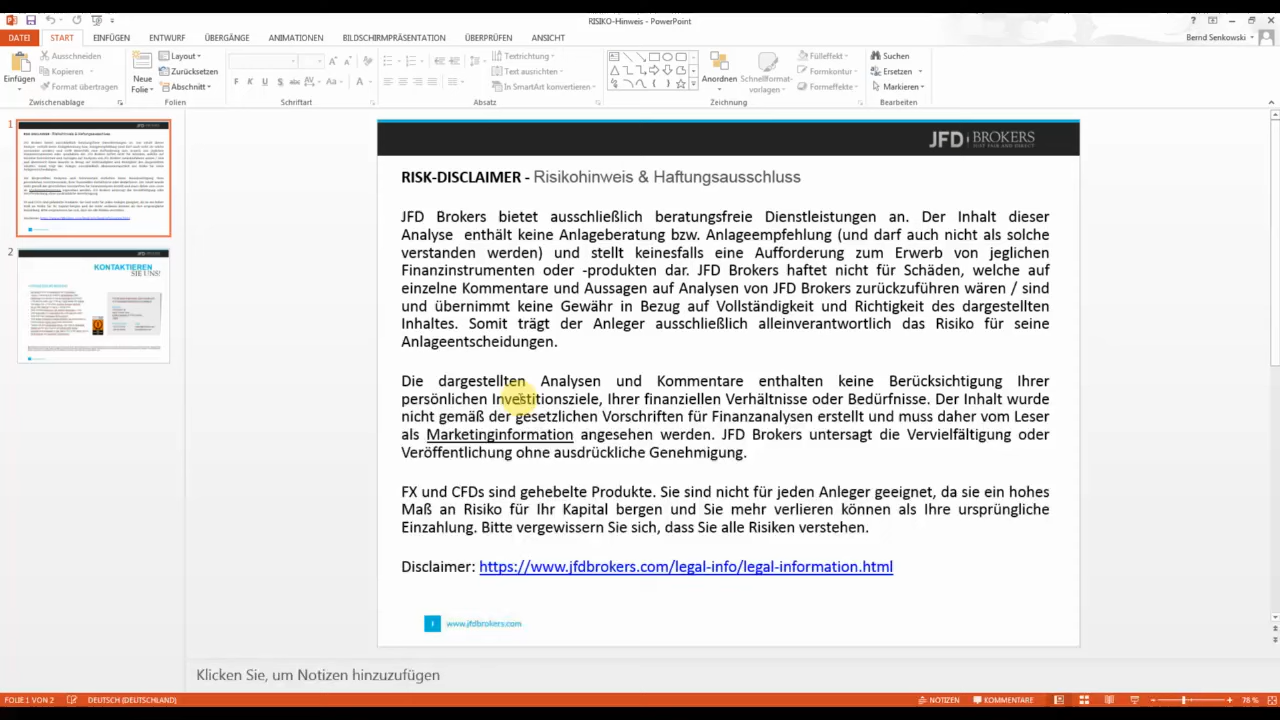 RISIKO-Hinweis - PowerPoint
DATEI START EINFÜGEN ENTWURF ÜBERGÄNGE ANIMATIONEN BILDSCHIRMPRÄSENTATION ÜBERPRÜFEN ANSICHT Bernd Senkowski
Einfügen
Ausschneiden
Kopieren
Format übertragen
Zwischenablage
Neue
Folie
Layout
Zurücksetzen
Abschnitt
Folien
Schriftart
Textrichtung
Text ausrichten
In SmartArt konvertieren
Absatz
Anordnen
Schnellformat-
vorlagen
Fülleffekt
Formkontur
Formeffekte
Zeichnung
Suchen
Ersetzen
Markieren
Bearbeiten
1
2
KONTAKTIEREN
SIE UNS!
JFD BROKERS
JUST FAIR AND DIRECT
RISK-DISCLAIMER - Risikohinweis & Haftungsausschluss
JFD Brokers bietet ausschließlich beratungsfreie Dienstleistungen an. Der Inhalt dieser
Analyse enthält keine Anlageberatung bzw. Anlageempfehlung (und darf auch nicht als solche
verstanden werden) und stellt keinesfalls eine Aufforderung zum Erwerb von jeglichen
Finanzinstrumenten oder -produkten dar. JFD Brokers haftet nicht für Schäden, welche auf
einzelne Kommentare und Aussagen auf Analysen von JFD Brokers zurückzuführen wären / sind
und übernimmt keine Gewähr in Bezug auf Vollständigkeit und Richtigkeit des dargestellten
Inhaltes. Somit trägt der Anleger ausschließlich alleinverantwortlich das Risiko für seine
Anlageentscheidungen.
Die dargestellten Analysen und Kommentare enthalten keine Berücksichtigung Ihrer
persönlichen Investitionsziele, Ihrer finanziellen Verhältnisse oder Bedürfnisse. Der Inhalt wurde
nicht gemäß der gesetzlichen Vorschriften für Finanzanalysen erstellt und muss daher vom Leser
als Marketinginformation angesehen werden. JFD Brokers untersagt die Vervielfältigung oder
Veröffentlichung ohne ausdrückliche Genehmigung.
FX und CFDs sind gehebelte Produkte. Sie sind nicht für jeden Anleger geeignet, da sie ein hohes
Maß an Risiko für Ihr Kapital bergen und Sie mehr verlieren können als Ihre ursprüngliche
Einzahlung. Bitte vergewissern Sie sich, dass Sie alle Risiken verstehen.
Disclaimer: https://www.jfdbrokers.com/legal-info/legal-information.html
1 www.jfdbrokers.com
Klicken Sie, um Notizen hinzuzufügen
FOLIE 1 VON 2 DEUTSCH (DEUTSCHLAND) NOTIZEN KOMMENTARE 78 %